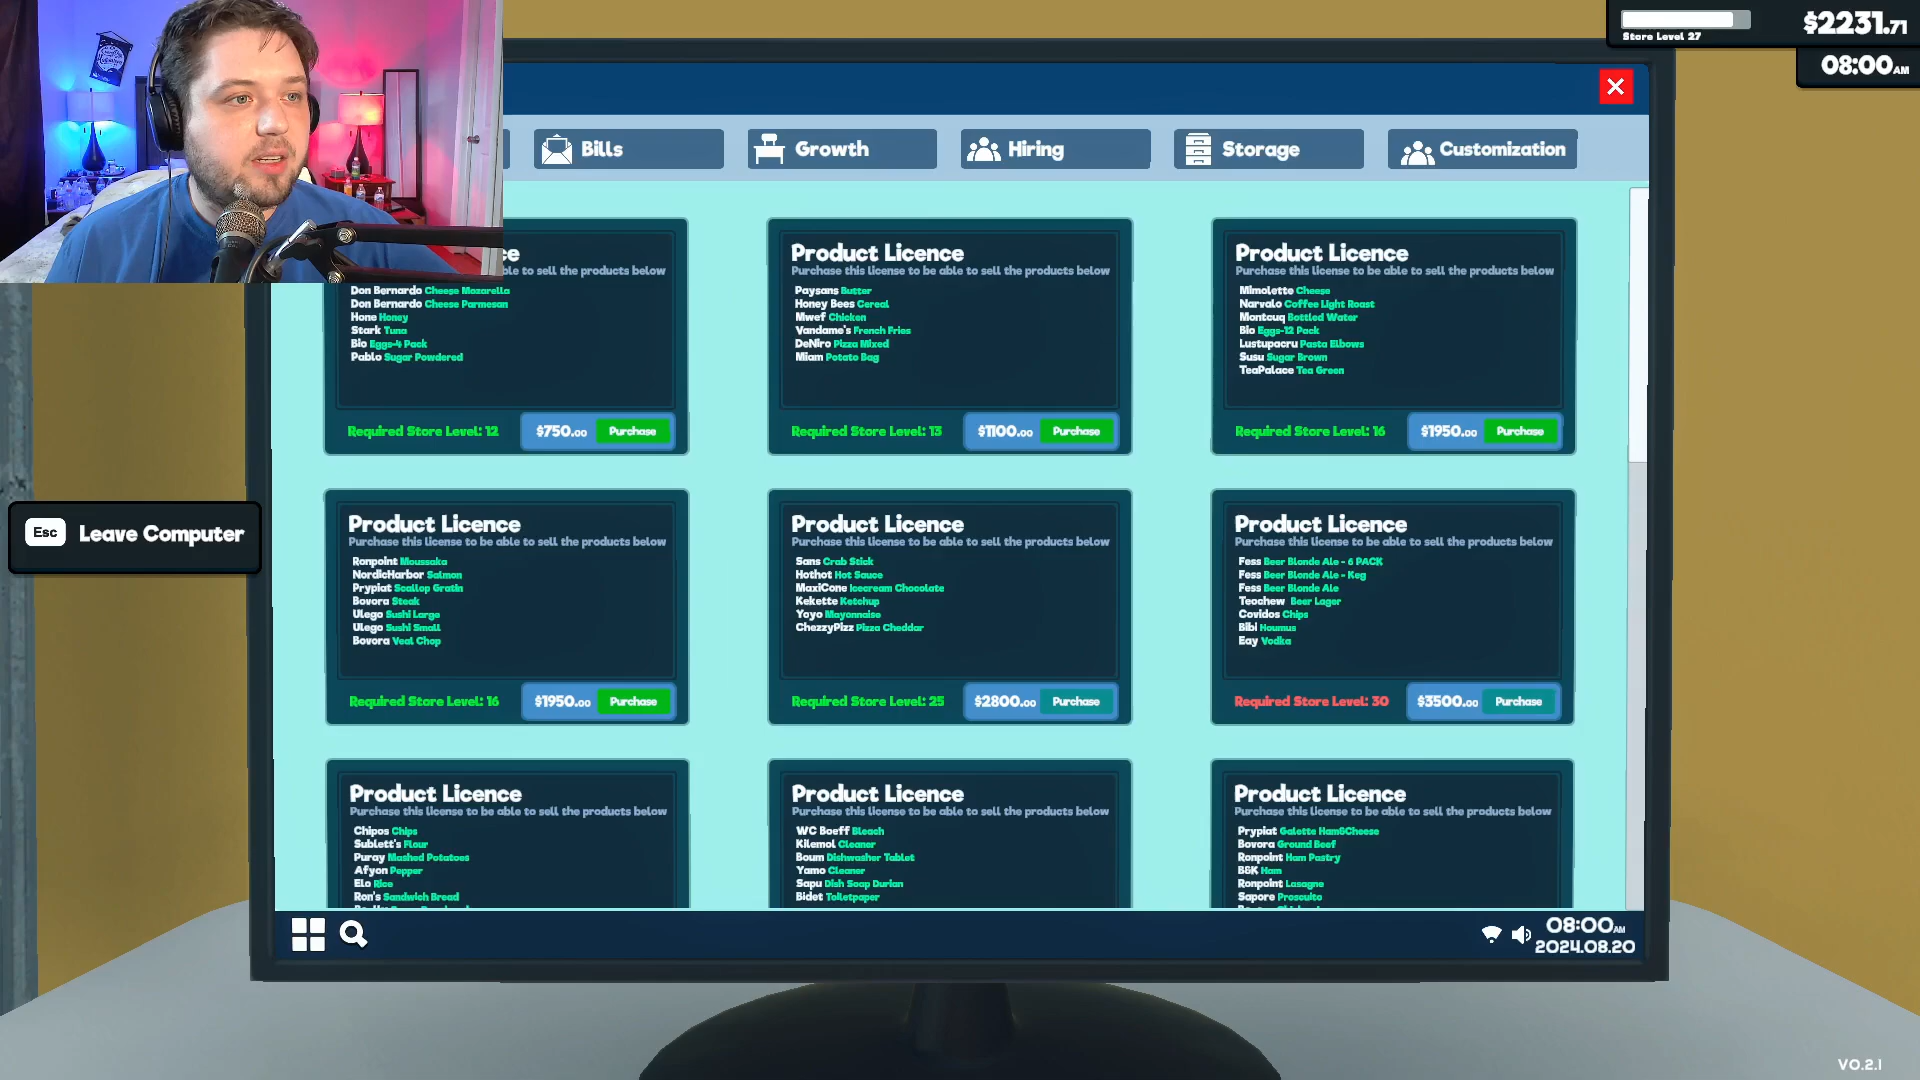 $2231.71
Store Level 27
08:00AM
Bills
Growth
Hiring
Storage
Customization
ce
ble to sell the products below
Don Bernardo Cheese Mozarella
Don Bernardo Cheese Parmesan
Hone Honey
Stark Tuna
Bio Eggs-4 Pack
Pablo Sugar Powdered
Required Store Level: 12
$750.00
Purchase
Product Licence
Purchase this license to be able to sell the products below
Paysans Butter
Honey Bees Cereal
Mwef Chicken
Vandame's French Fries
DeNiro Pizza Mixed
Miam Potato Bag
Required Store Level: 13
$1100.00
Purchase
Product Licence
Purchase this license to be able to sell the products below
Mimolette Cheese
Narvalo Coffee Light Roast
Montcuq Bottled Water
Bio Eggs-12 Pack
Lustupacru Pasta Elbows
Susu Sugar Brown
TeaPalace Tea Green
Required Store Level: 16
$1950.00
Purchase
Esc
Leave Computer
Product Licence
Purchase this license to be able to sell the products below
Ronpoint Moussaka
NordicHarbor Salmon
Prypiat Scallop Gratin
Bovora Steak
Ulego Sushi Large
Ulego Sushi Small
Bovora Veal Chop
Required Store Level: 16
$1950.00
Purchase
Product Licence
Purchase this license to be able to sell the products below
Sans Crab Stick
Hothot Hot Sauce
MaxiCone Icecream Chocolate
Kekette Ketchup
Yoyo Mayonnaise
ChezzyPizz Pizza Cheddar
Required Store Level: 25
$2800.00
Purchase
Product Licence
Purchase this license to be able to sell the products below
Fess Beer Blonde Ale - 6 PACK
Fess Beer Blonde Ale - Keg
Fess Beer Blonde Ale
Teochew Beer Lager
Covidos Chips
Bibi Houmus
Eay Vodka
Required Store Level: 30
$3500.00
Purchase
Product Licence
Purchase this license to be able to sell the products below
Chipos Chips
Sublett's Flour
Puray Mashed Potatoes
Afyon Pepper
Elo Rice
Ron's Sandwich Bread
Product Licence
Purchase this license to be able to sell the products below
WC Boeff Bleach
Kilemol Cleaner
Boum Dishwasher Tablet
Yamo Cleaner
Sapu Dish Soap Durian
Bidet Toiletpaper
Product Licence
Purchase this license to be able to sell the products below
Prypiat Galette Ham&Cheese
Bovora Ground Beef
Ronpoint Ham Pastry
B&K Ham
Ronpoint Lasagne
Sapore Proscuito
08:00AM
2024.08.20
V0.2.1